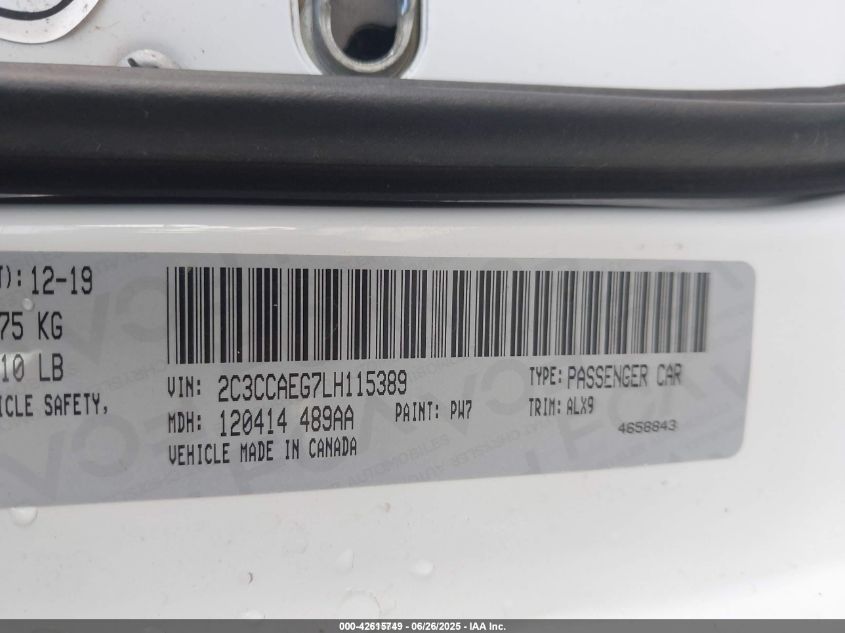 T): 12-19
75 KG
10 LB
ICLE SAFETY,
VIN: 2C3CCAEG7LH115389
TYPE: PASSENGER CAR
MDH: 120414 489AA
PAINT: PW7
TRIM: ALX9
VEHICLE MADE IN CANADA
4658843
000-42615749 - 06/26/2025 - IAA Inc.